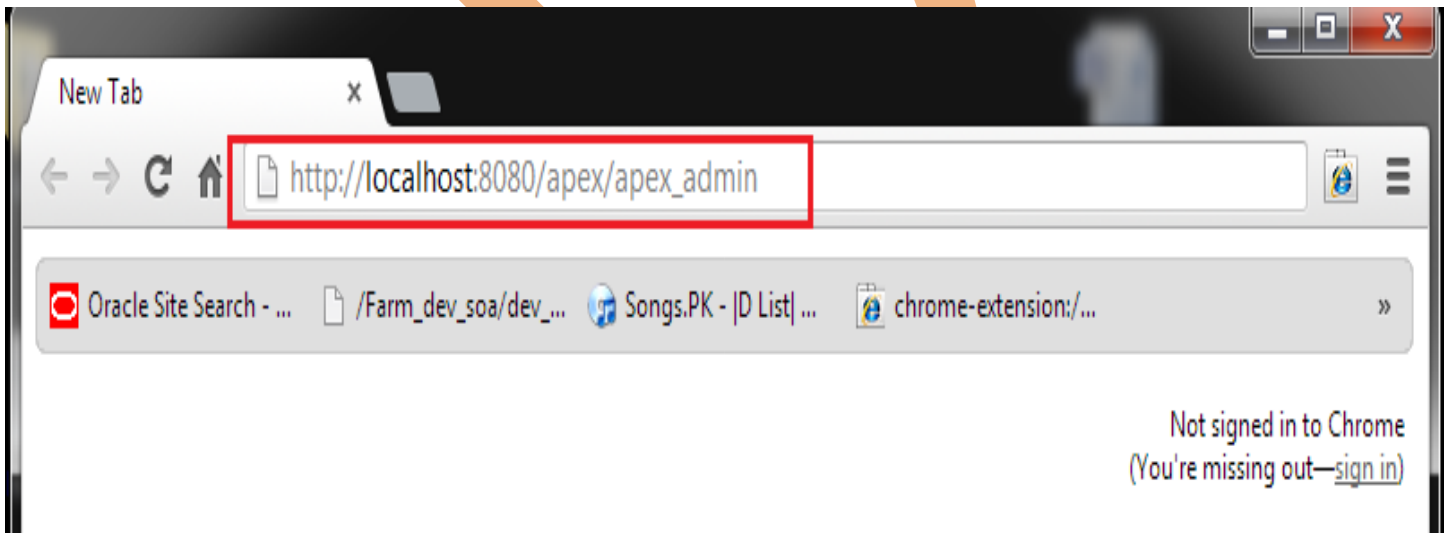 New Tab
http://localhost:8080/apex/apex_admin
Oracle Site Search - ... /Farm_dev_soa/dev_... Songs.PK - |D List| ... chrome-extension:/... »
Not signed in to Chrome
(You're missing out—sign in)